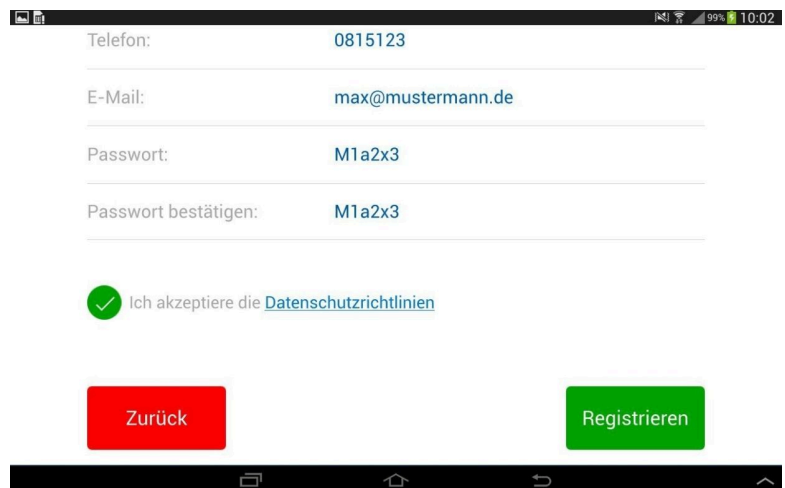 99% 10:02
Telefon: 0815123
E-Mail: max@mustermann.de
Passwort: M1a2x3
Passwort bestätigen: M1a2x3
Ich akzeptiere die Datenschutzrichtlinien
Zurück Registrieren